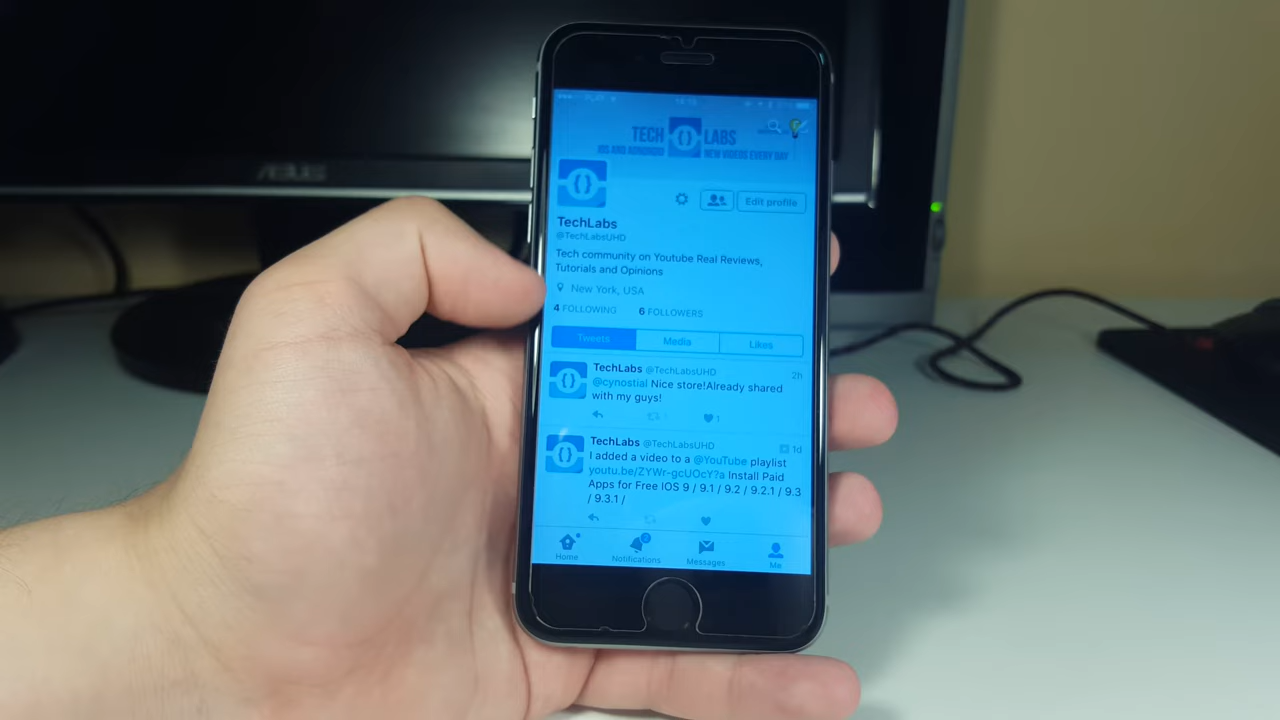 ASUS
PLAY
TECH {} LABS
IOS AND ANDROID NEW VIDEOS EVERY DAY
Edit profile
TechLabs
@TechLabsUHD
Tech community on Youtube Real Reviews,
Tutorials and Opinions
New York, USA
4 FOLLOWING 6 FOLLOWERS
Tweets Media Likes
TechLabs @TechLabsUHD 2h
@cynostial Nice store!Already shared
with my guys!
1
TechLabs @TechLabsUHD 1d
I added a video to a @YouTube playlist
youtu.be/ZYWr-gcUOcY?a Install Paid
Apps for Free IOS 9 / 9.1 / 9.2 / 9.2.1 / 9.3
/ 9.3.1 /
Home Notifications Messages Me